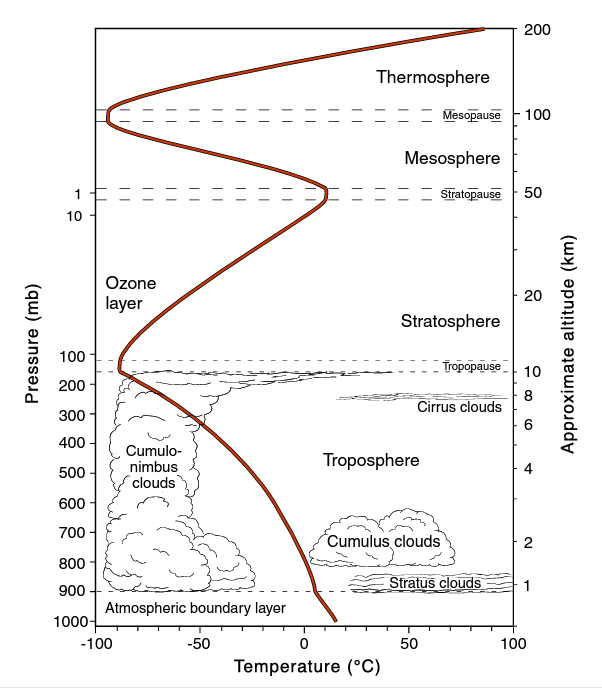 200
Thermosphere
Mesopause
100
Mesosphere
Stratopause
50
1
10
Ozone
layer
20
Stratosphere
100
Tropopause
10
200
8
Cirrus clouds
300
6
400
Cumulo-
nimbus
clouds
Troposphere
4
500
600
700
Cumulus clouds
2
800
Stratus clouds
1
900
Atmospheric boundary layer
1000
-100
-50
0
50
100
Temperature (°C)
Pressure (mb)
Approximate altitude (km)